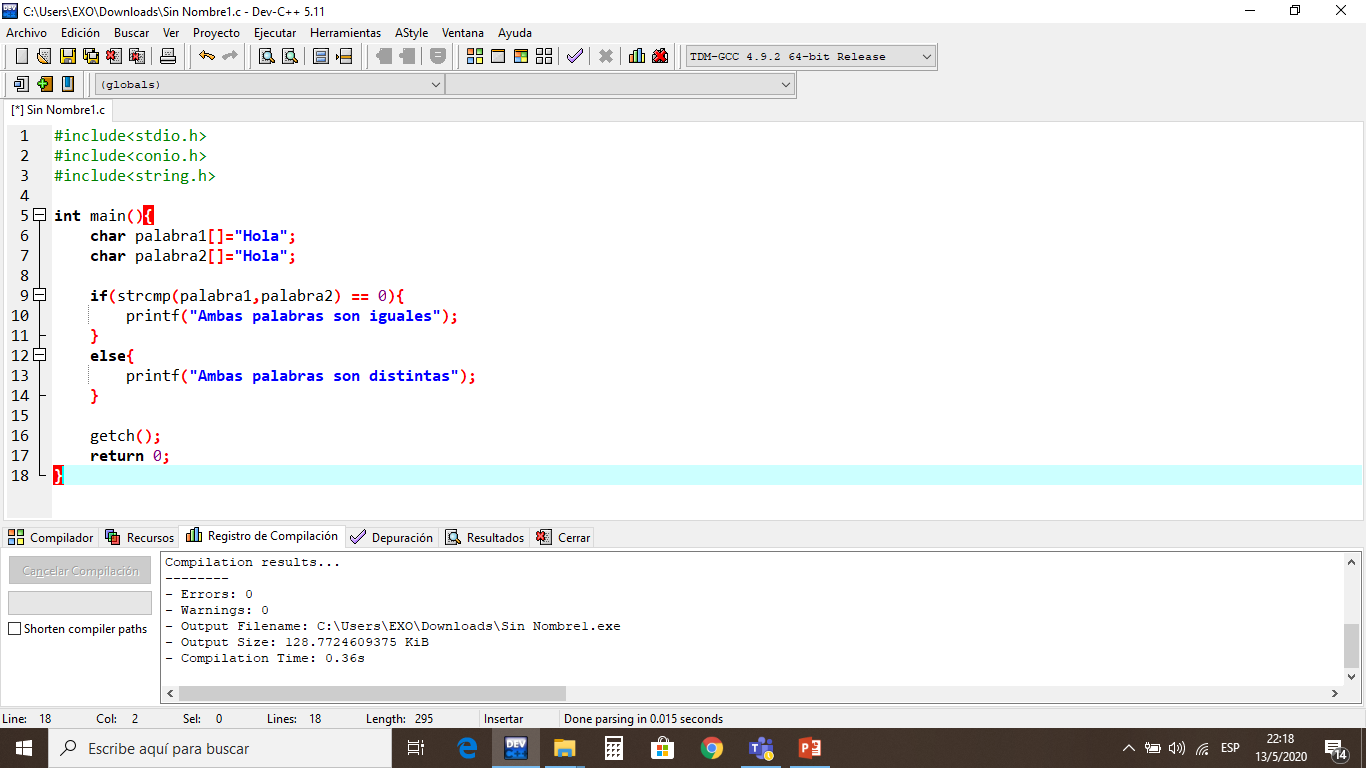 C:\Users\EXO\Downloads\Sin Nombre1.c - Dev-C++ 5.11
Archivo Edición Buscar Ver Proyecto Ejecutar Herramientas AStyle Ventana Ayuda
TDM-GCC 4.9.2 64-bit Release
(globals)
[*] Sin Nombre1.c
1 #include<stdio.h>
2 #include<conio.h>
3 #include<string.h>
4
5 int main(){
6 char palabra1[]="Hola";
7 char palabra2[]="Hola";
8
9 if(strcmp(palabra1,palabra2) == 0){
10 printf("Ambas palabras son iguales");
11 }
12 else{
13 printf("Ambas palabras son distintas");
14 }
15
16 getch();
17 return 0;
18 }
Compilador Recursos Registro de Compilación Depuración Resultados Cerrar
Cancelar Compilación
Shorten compiler paths
Compilation results...
--------
- Errors: 0
- Warnings: 0
- Output Filename: C:\Users\EXO\Downloads\Sin Nombre1.exe
- Output Size: 128.7724609375 KiB
- Compilation Time: 0.36s
Line: 18 Col: 2 Sel: 0 Lines: 18 Length: 295 Insertar Done parsing in 0.015 seconds
Escribe aquí para buscar
DEV
ESP
22:18
13/5/2020
14